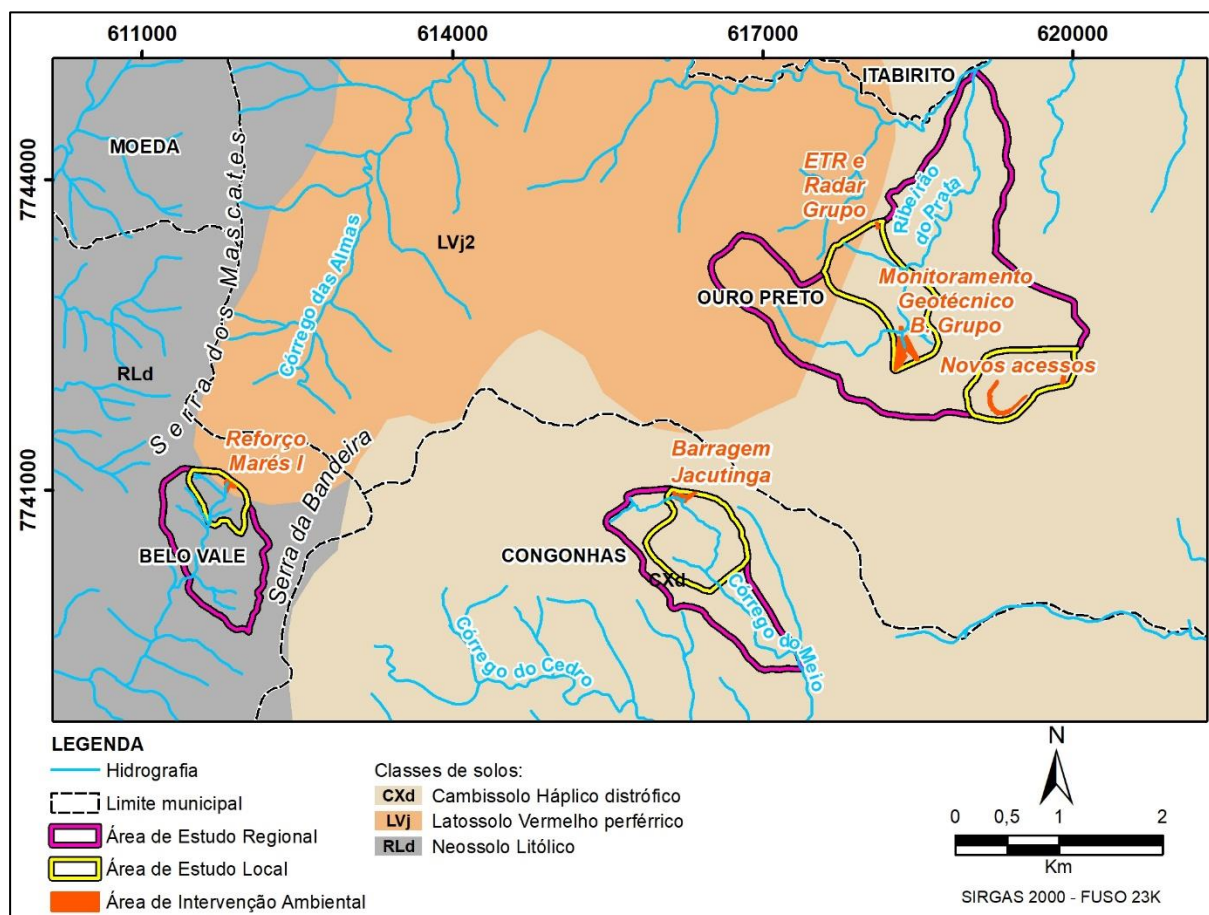 611000
614000
617000
620000
7744000
7741000
ITABIRITO
MOEDA
Serra dos Mascates
ETR e
Radar
Grupo
Ribeirão
do Prata
LVj2
Córrego das Almas
Monitoramento
Geotécnico
B. Grupo
OURO PRETO
Novos acessos
RLd
Reforço
Marés I
Serra da Bandeira
Barragem
Jacutinga
BELO VALE
CONGONHAS
CXd
Córrego do Meio
Córrego do Cedro
LEGENDA
Hidrografia
Limite municipal
Área de Estudo Regional
Área de Estudo Local
Área de Intervenção Ambiental
Classes de solos:
CXd Cambissolo Háplico distrófico
LVj Latossolo Vermelho perférrico
RLd Neossolo Litólico
N
0 0,5 1 2
Km
SIRGAS 2000 - FUSO 23K